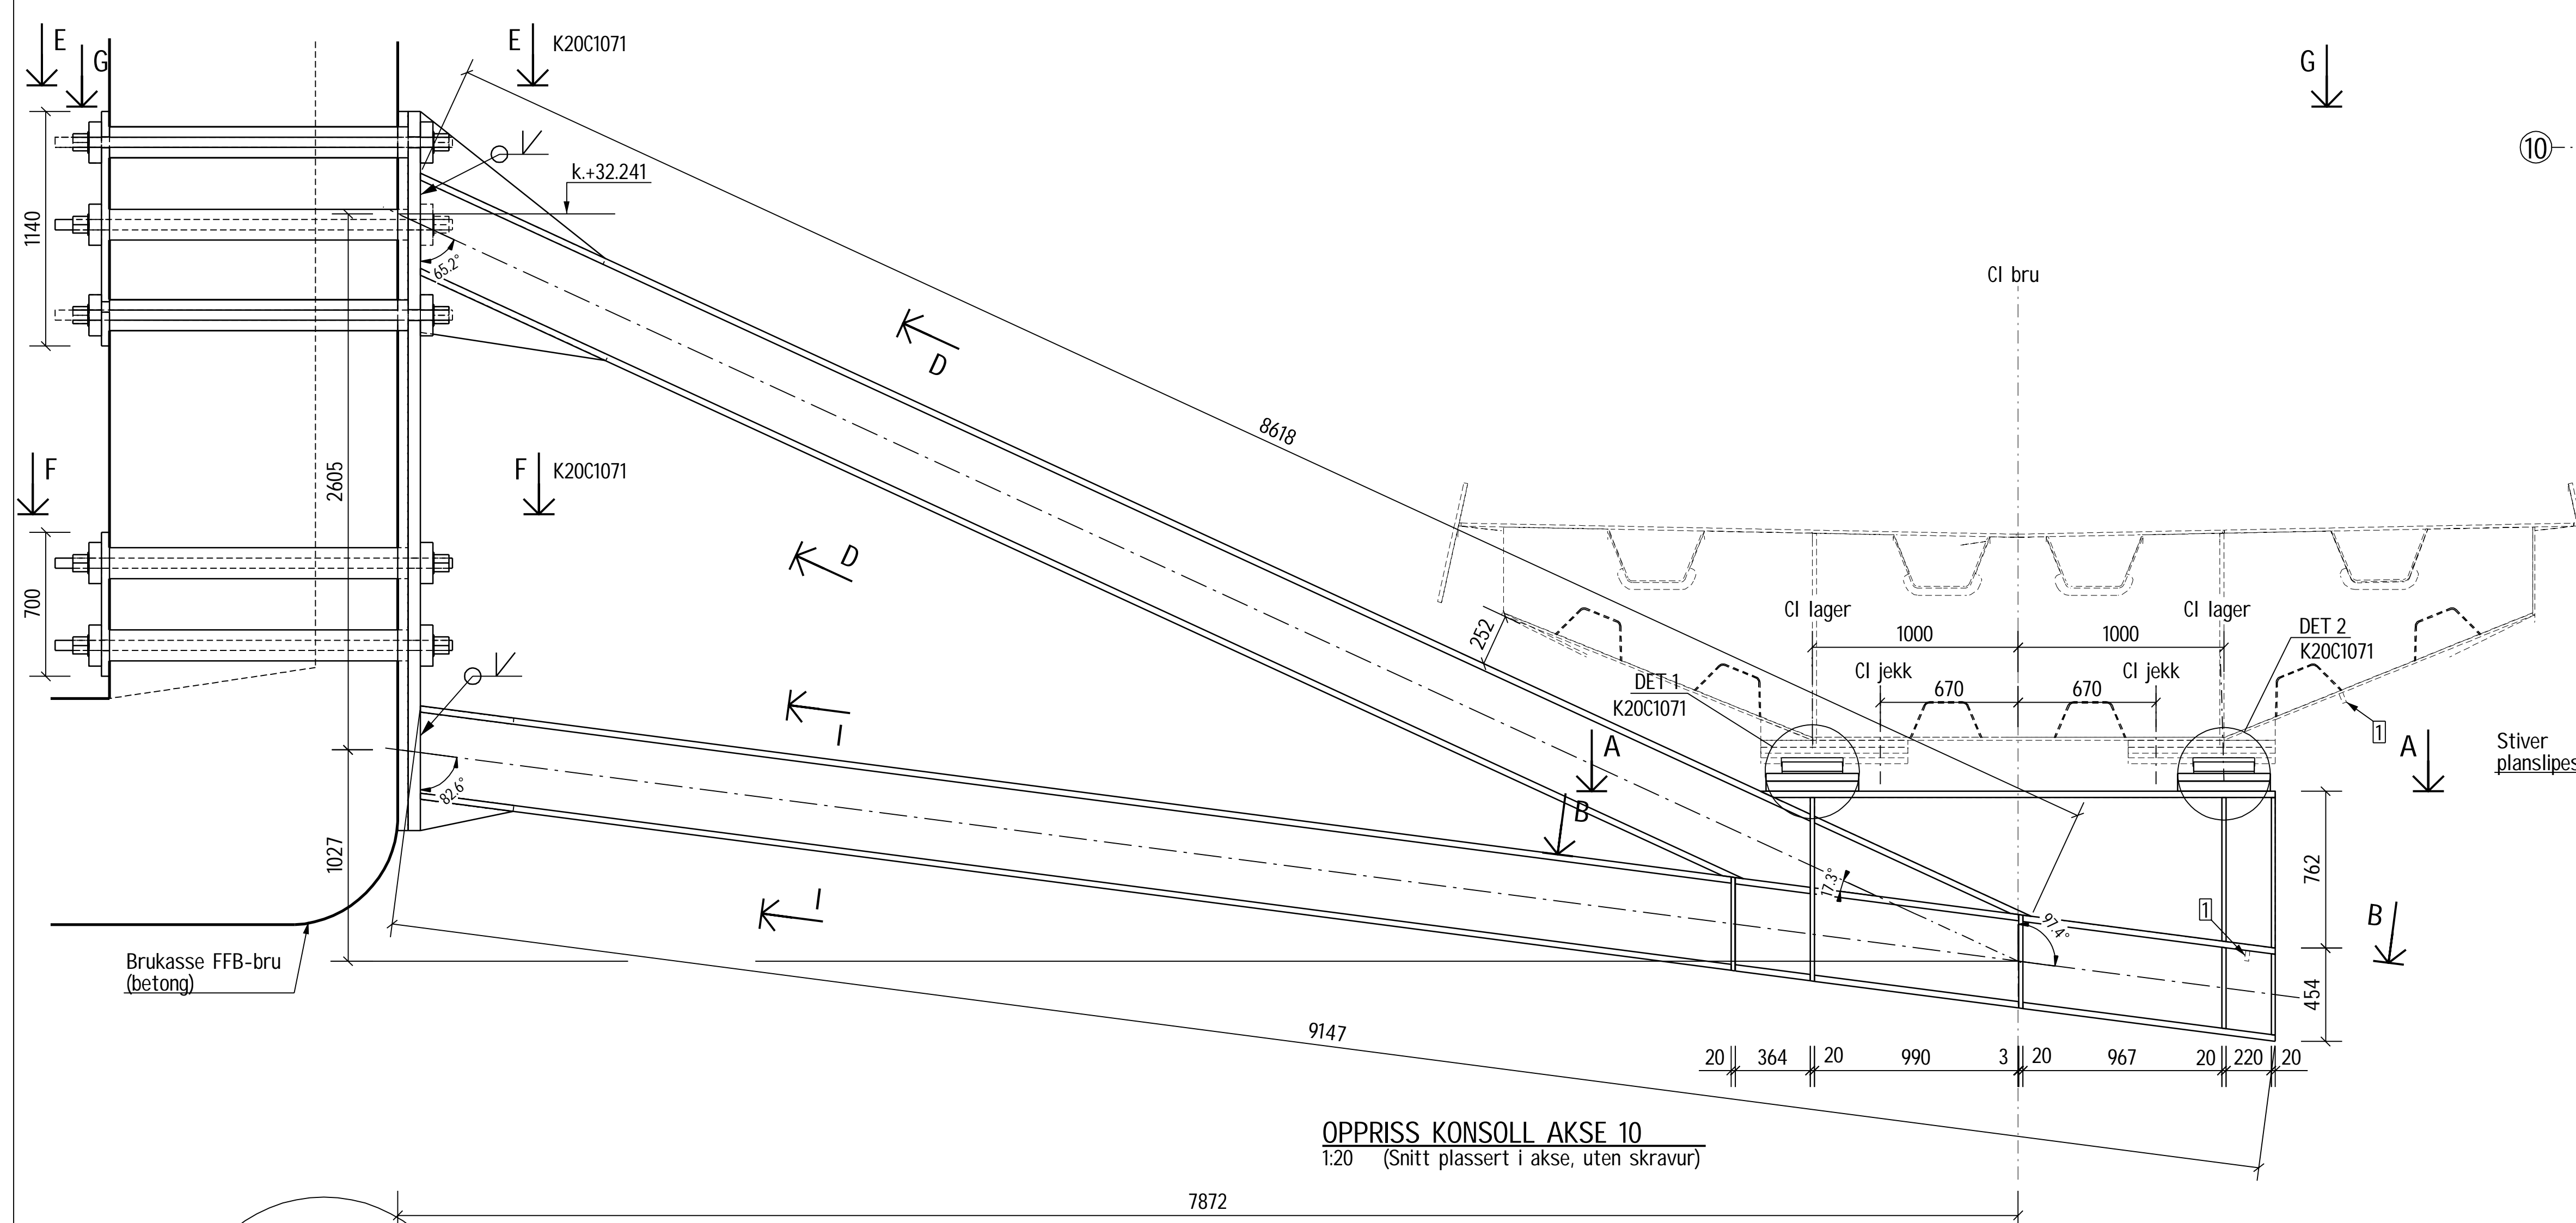 E
G
E
K20C1071
G
10
k.+32.241
1140
65.2°
Cl bru
D
8618
F
F
K20C1071
2605
D
700
252
Cl lager
Cl lager
1000
1000
DET 2
K20C1071
Cl jekk
Cl jekk
DET 1
K20C1071
670
670
I
1
A
A
Stiver
planslipes
82.6°
B
1027
762
17.3°
I
1
97.4°
B
Brukasse FFB-bru
(betong)
454
9147
20
364
20
990
3
20
967
20
220
20
OPPRISS KONSOLL AKSE 10
1:20 (Snitt plassert i akse, uten skravur)
7872